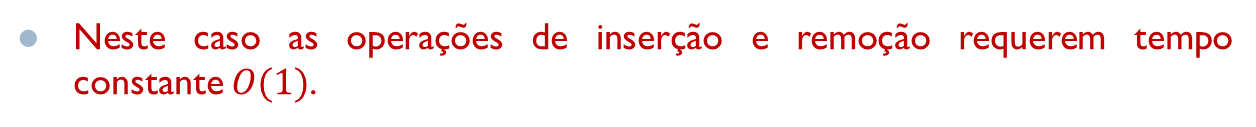 • Neste caso as operações de inserção e remoção requerem tempo
constante O(1).